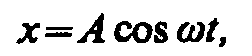 x = A cos ωt,